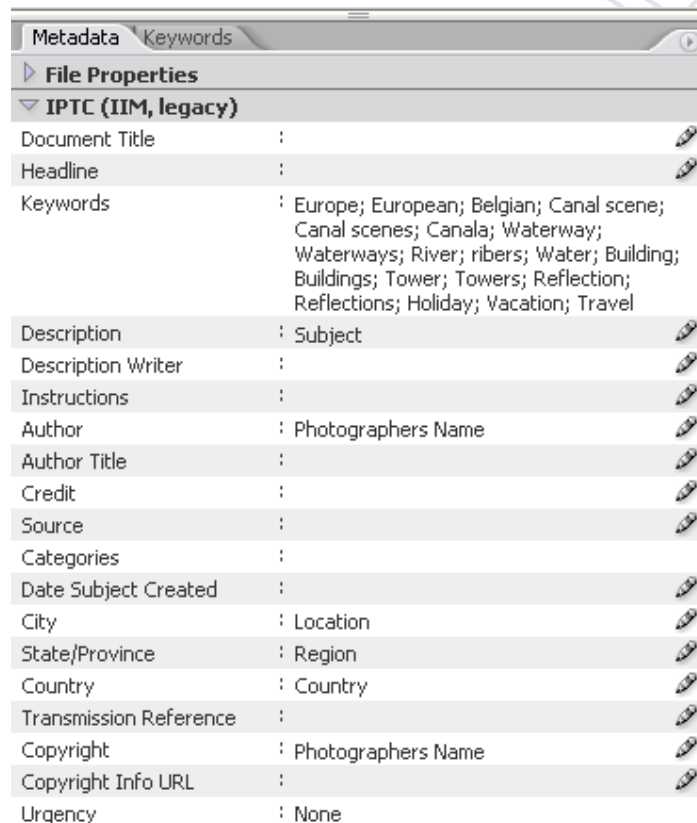 Metadata Keywords
File Properties
IPTC (IIM, legacy)
Document Title :
Headline :
Keywords : Europe; European; Belgian; Canal scene;
Canal scenes; Canala; Waterway;
Waterways; River; ribers; Water; Building;
Buildings; Tower; Towers; Reflection;
Reflections; Holiday; Vacation; Travel
Description : Subject
Description Writer :
Instructions :
Author : Photographers Name
Author Title :
Credit :
Source :
Categories :
Date Subject Created :
City : Location
State/Province : Region
Country : Country
Transmission Reference :
Copyright : Photographers Name
Copyright Info URL :
Urgency : None